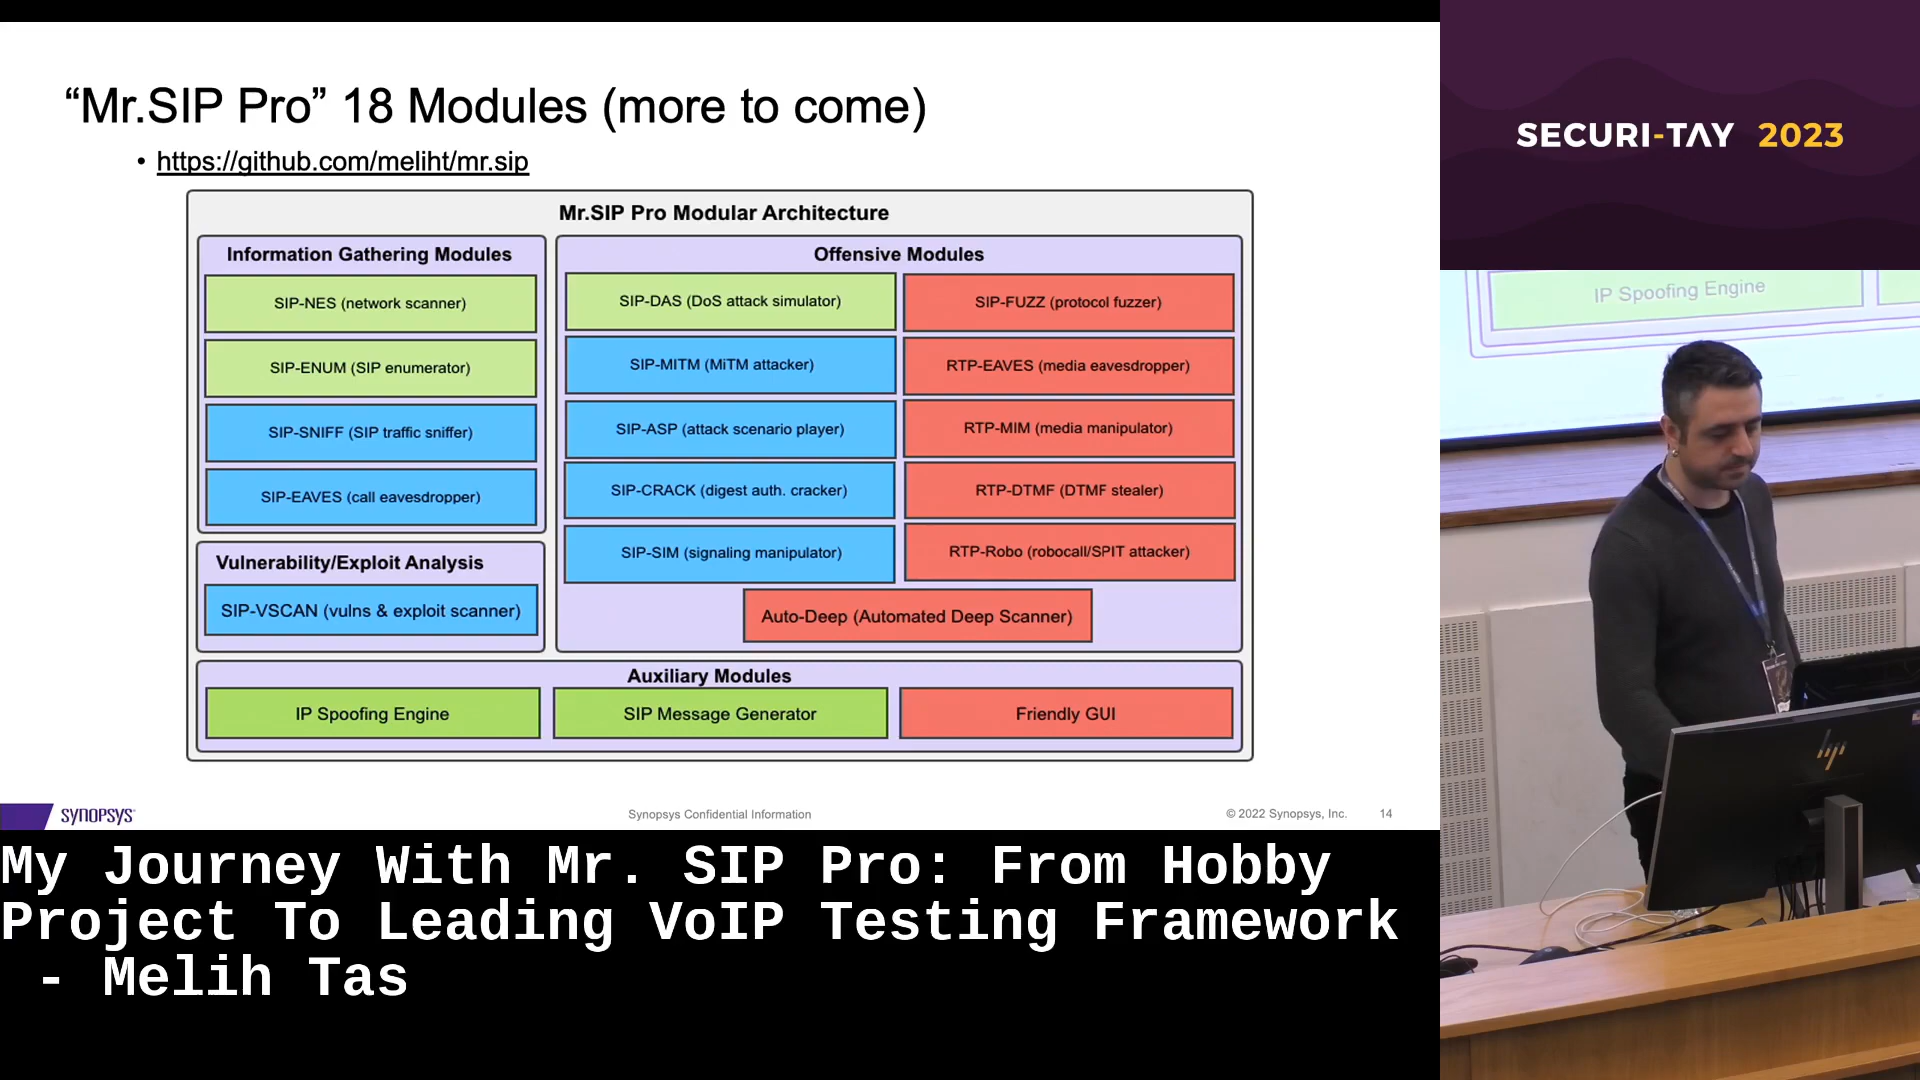 “Mr.SIP Pro” 18 Modules (more to come)
• https://github.com/meliht/mr.sip
Mr.SIP Pro Modular Architecture
Information Gathering Modules
SIP-NES (network scanner)
SIP-ENUM (SIP enumerator)
SIP-SNIFF (SIP traffic sniffer)
SIP-EAVES (call eavesdropper)
Vulnerability/Exploit Analysis
SIP-VSCAN (vulns & exploit scanner)
Offensive Modules
SIP-DAS (DoS attack simulator)
SIP-MITM (MiTM attacker)
SIP-ASP (attack scenario player)
SIP-CRACK (digest auth. cracker)
SIP-SIM (signaling manipulator)
SIP-FUZZ (protocol fuzzer)
RTP-EAVES (media eavesdropper)
RTP-MIM (media manipulator)
RTP-DTMF (DTMF stealer)
RTP-Robo (robocall/SPIT attacker)
Auto-Deep (Automated Deep Scanner)
Auxiliary Modules
IP Spoofing Engine
SIP Message Generator
Friendly GUI
SYNOPSYS
Synopsys Confidential Information
© 2022 Synopsys, Inc.
14
SECURI-TAY 2023
IP Spoofing Engine
hp
My Journey With Mr. SIP Pro: From Hobby
Project To Leading VoIP Testing Framework
- Melih Tas